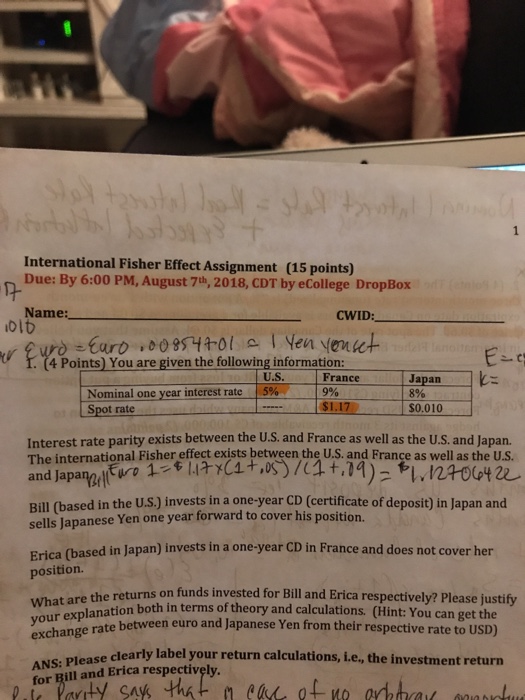 1
International Fisher Effect Assignment (15 points)
Due: By 6:00 PM, August 7th, 2018, CDT by eCollege DropBox
Name: CWID:
Euro = Euro .00854701 = 1 Yen
1. (4 Points) You are given the following information:
U.S. France Japan
Nominal one year interest rate 5% 9% 8%
Spot rate ----- $1.17 $0.010
Interest rate parity exists between the U.S. and France as well as the U.S. and Japan.
The international Fisher effect exists between the U.S. and France as well as the U.S.
and Japan.
Bill Euro 1 = $1.17 x (1+.05) / (1+.09) = $1.12706422
Bill (based in the U.S.) invests in a one-year CD (certificate of deposit) in Japan and
sells Japanese Yen one year forward to cover his position.
Erica (based in Japan) invests in a one-year CD in France and does not cover her
position.
What are the returns on funds invested for Bill and Erica respectively? Please justify
your explanation both in terms of theory and calculations. (Hint: You can get the
exchange rate between euro and Japanese Yen from their respective rate to USD)
ANS: Please clearly label your return calculations, i.e., the investment return
for Bill and Erica respectively.
Parity says that in case of no arbitrage